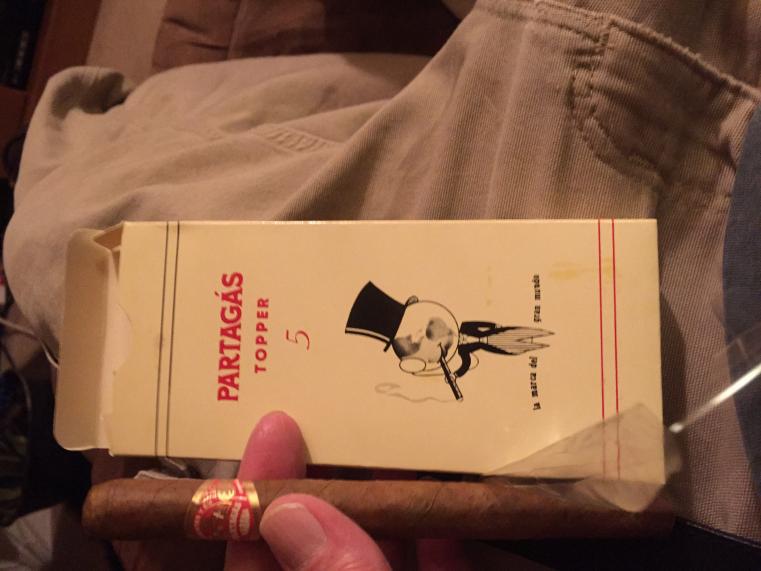 PARTAGÁS
TOPPER
5
la marca del gran mundo